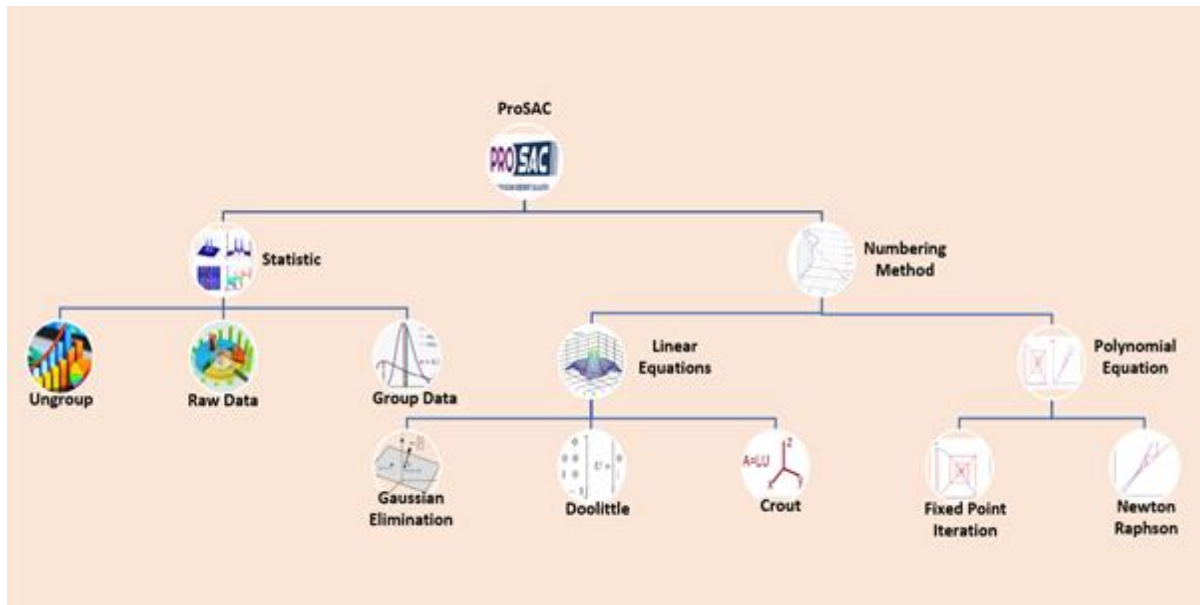 ProSAC
PRO SAC
Statistic
Numbering
Method
Ungroup
Raw Data
Group Data
Linear
Equations
Polynomial
Equation
Gaussian
Elimination
Doolittle
A=LU
Z
X
Y
Crout
Fixed Point
Iteration
Newton
Raphson